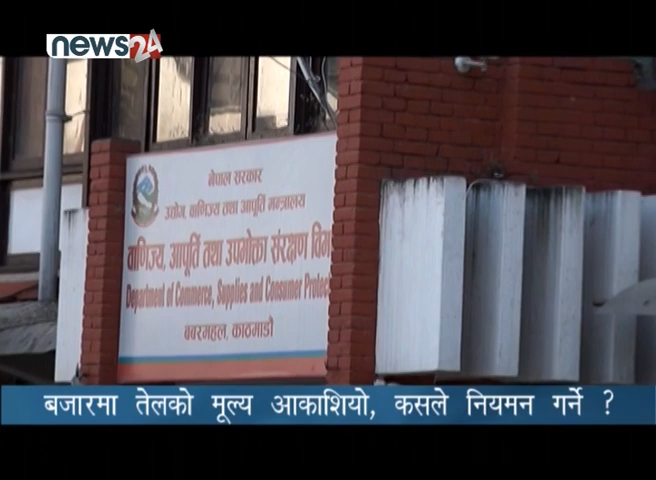 news24
नेपाल सरकार
उद्योग, वाणिज्य तथा आपूर्ति मन्त्रालय
वाणिज्य, आपूर्ति तथा उपभोक्ता संरक्षण विभ
Department of Commerce, Supplies and Consumer Protec
बबरमहल, काठमाडौं
बजारमा तेलको मूल्य आकाशियो, कसले नियमन गर्ने ?